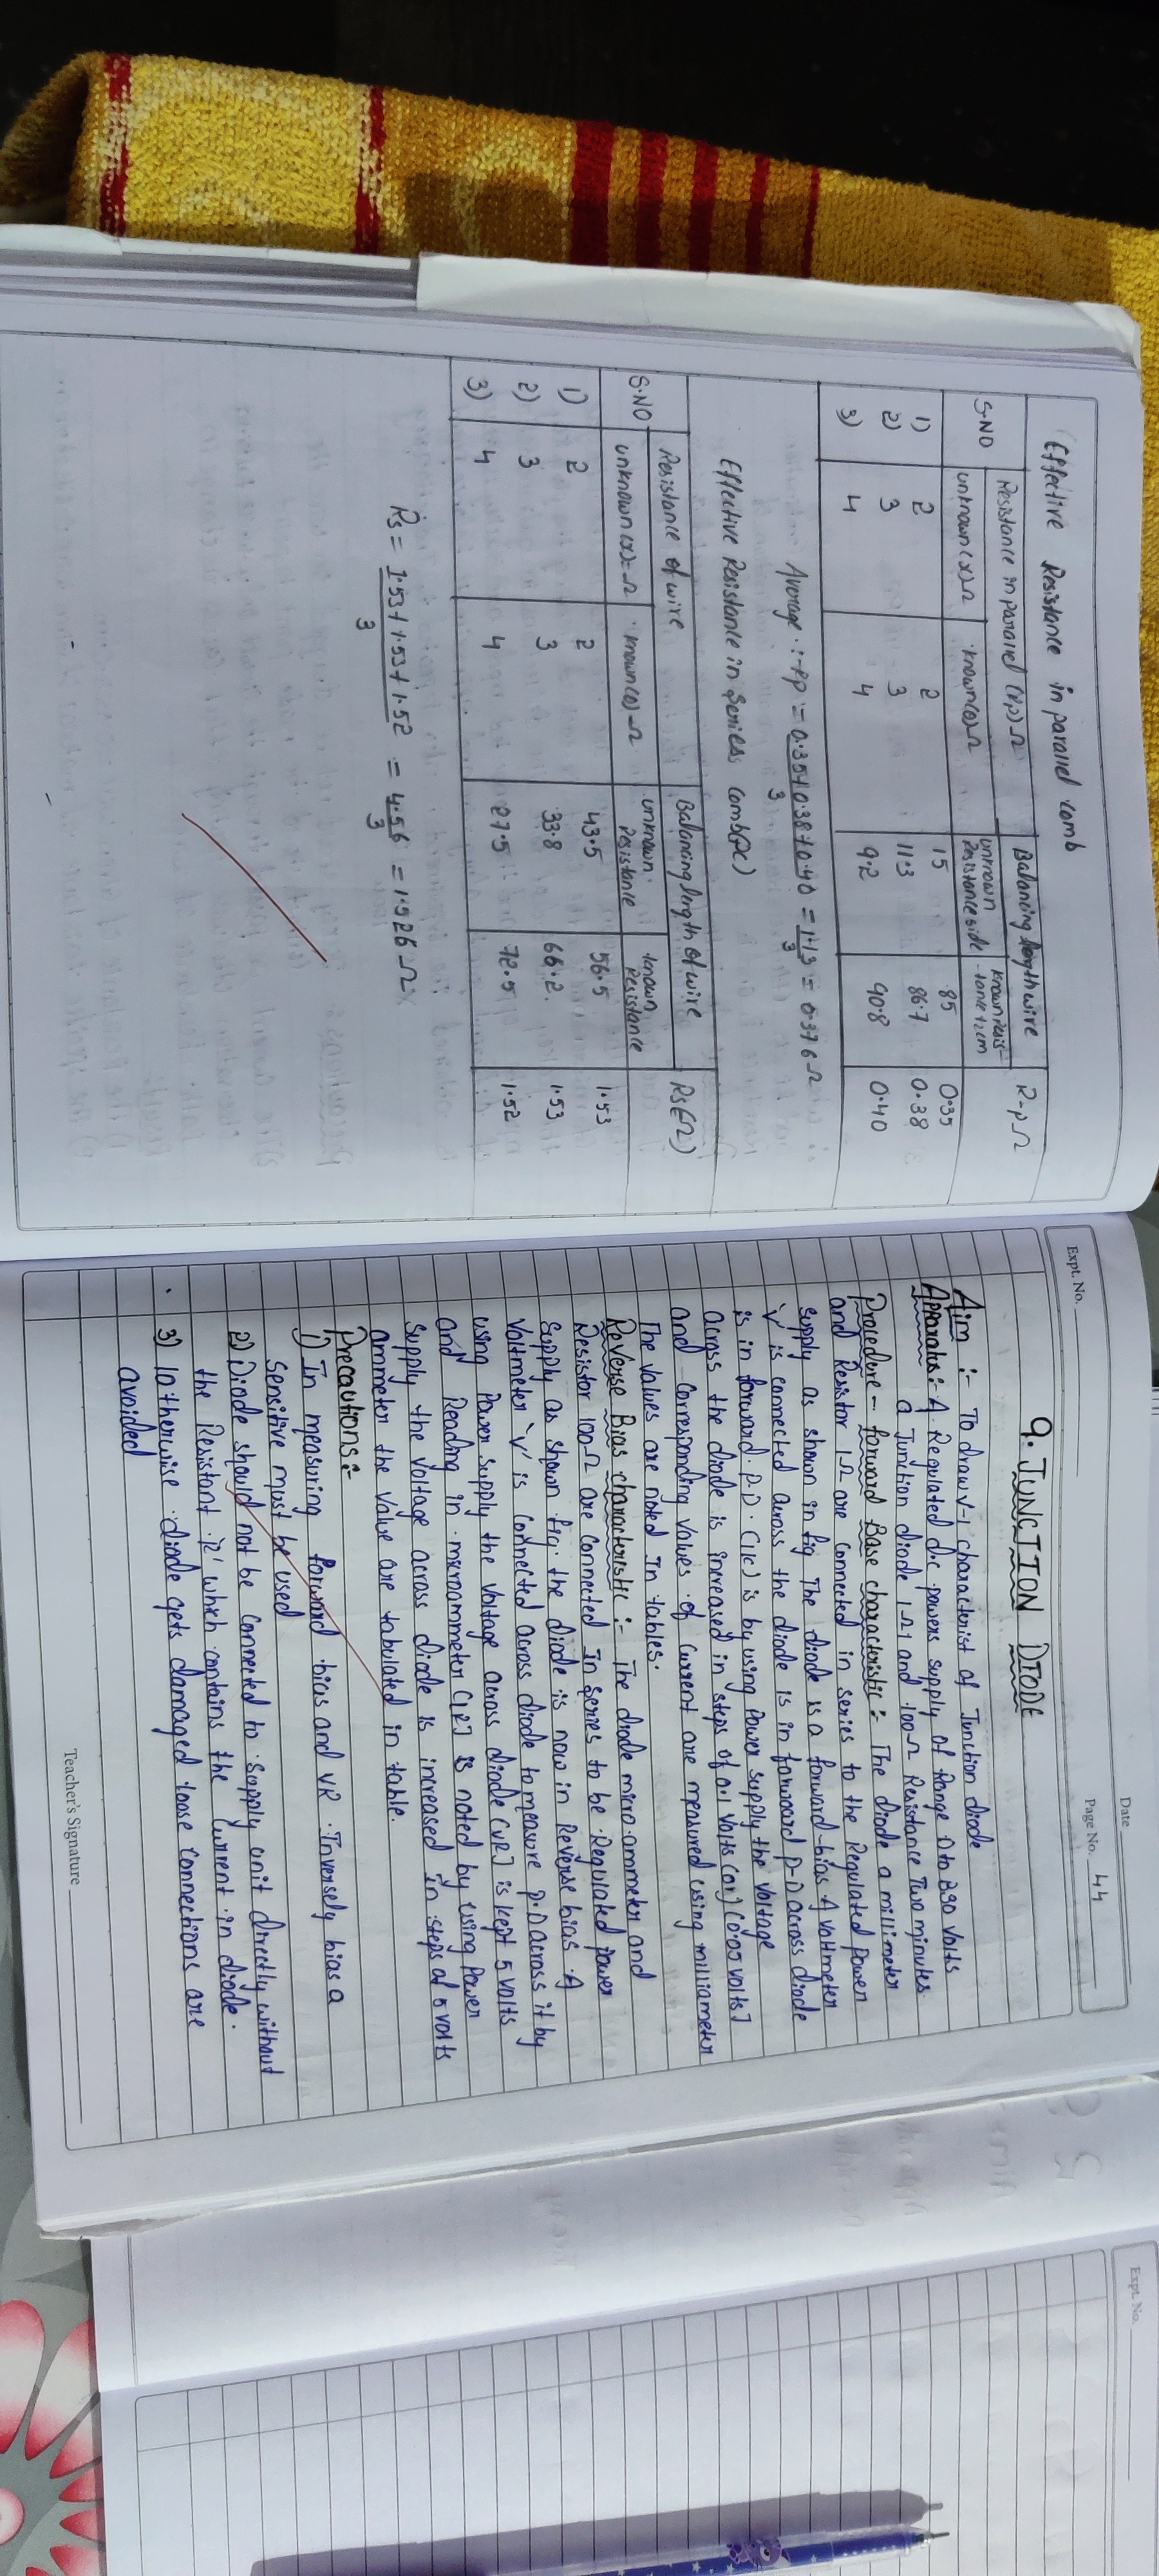 Effective Resistance in parallel comb
S.NO Resistance in parallel (rp) Ω Balancing length wire R-p Ω
unknown (x) Ω known (o) Ω unknown Resistance side known resis-tance
1) 2 2 15 85 0.35
2) 3 3 11.3 86.7 0.38
3) 4 4 9.2 90.8 0.40
Average :- rp = 0.35+0.38+0.40 / 3 = 1.13 / 3 = 0.376 Ω
Effective Resistance in Series comb
S.NO Resistance of wire Balancing length of wire Rs(Ω)
unknown (x)= Ω known (o) Ω unknown Resistance known Resistance
1) 2 2 43.5 56.5 1.53
2) 3 3 33.8 66.2. 1.53
3) 4 4 27.5 72.5 1.52
Rs = 1.53+1.53+1.52 / 3 = 4.56 / 3 = 1.526 Ω
Date
Expt. No. Page No. 44
9. JUNCTION DIODE
Aim :- To draw V-I characterist of Junction diode
Apparatus:- A Regulated d.c powers supply of Range 0 to 230 volts
a Junction diode 1Ω1 and 100Ω Resistance Two minutes.
Procedure - forward Base characteristic :- The diode a millimeter
and Resistor 1Ω are connected in series to the Regulated Power
supply as shown in fig The diode is a forward-bias A voltmeter
'V' is connected across the diode is in forward P-D across diode
is in forward. P.D. is by using power supply the voltage
across the diode is increased in steps of 0.1 volts (or) (0.05 volts]
and corresponding values of current are measured using milliameter
The values are noted In tables.
Reverse Bias characteristic :- The diode micro-ammeter and
Resistor 100Ω are connected In series to be Regulated power
Supply as shown fig. the diode is now in Reverse bias. A
voltmeter 'V' is connected across diode to measure P.D across it by
using Power supply the voltage across diode (VR] is kept 5 volts
and Reading in microammeter (IR] is noted by using Power
supply the voltage across diode is increased in steps of 5 volts
ammeter the value are tabulated in table.
Precautions :-
1) In measuring forward bias and VR Inversely bias a
Sensitive must be used
2) Diode should not be connected to supply unit directly without
the Resistant 'R' which contains the current in diode.
3) 10therwise diode gets damaged loose connections are
avoided
Teacher's Signature
Expt. No.